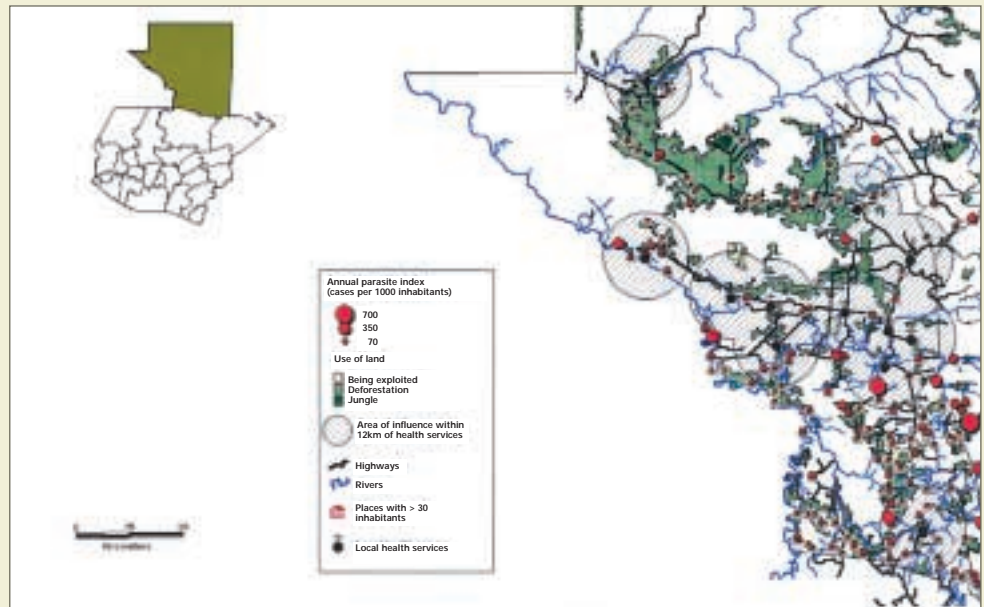 Annual parasite index
(cases per 1000 inhabitants)
700
350
70
Use of land
Being exploited
Deforestation
Jungle
Area of influence within
12km of health services
Highways
Rivers
Places with > 30
inhabitants
Local health services